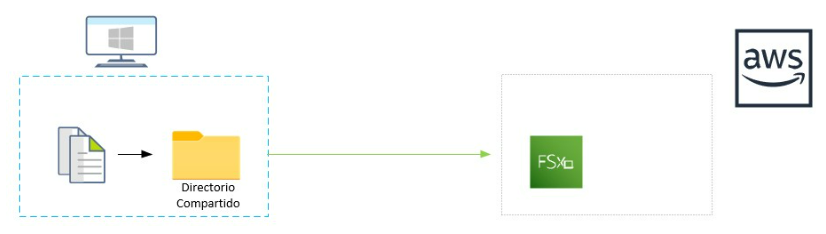 aws
FSx
Directorio
Compartido